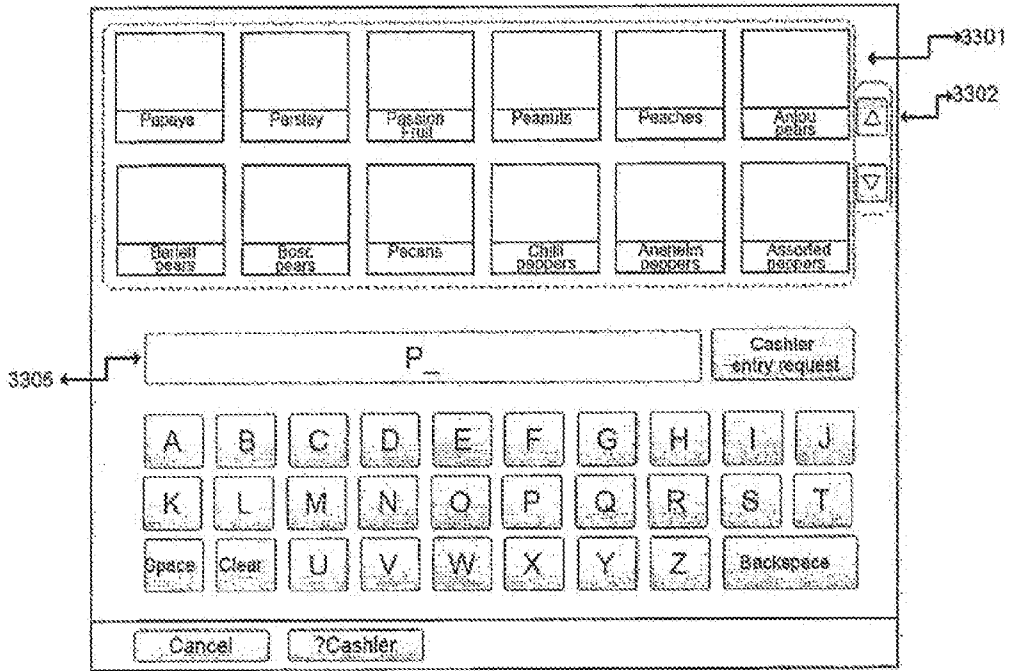 3301
3302
Papaya
Parsley
Passion
Fruit
Peanuts
Peaches
Anjou
pears
△
▽
Bartlett
pears
Bosc
pears
Pecans
Chilli
peppers
Anaheim
peppers
Assorted
peppers
3305
P_
Cashier
entry request
A B C D E F G H I J
K L M N O P Q R S T
Space Clear U V W X Y Z Backspace
Cancel ?Cashier